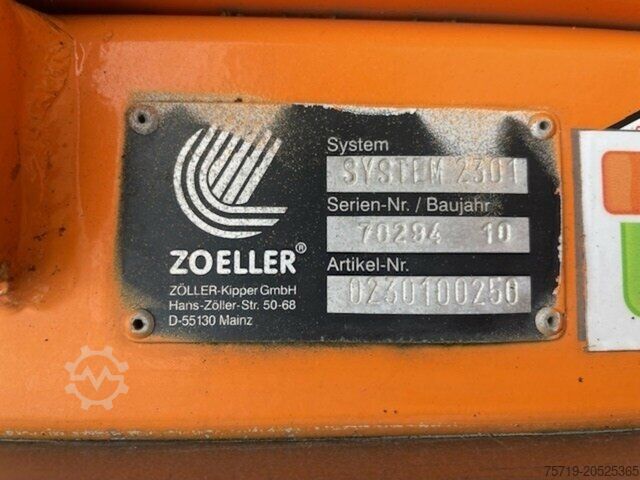 System
SYSTEM 2301
Serien-Nr. / Baujahr
70294 10
Artikel-Nr.
0230100250
ZOELLER®
ZÖLLER-Kipper GmbH
Hans-Zöller-Str. 50-68
D-55130 Mainz
75719-20525365